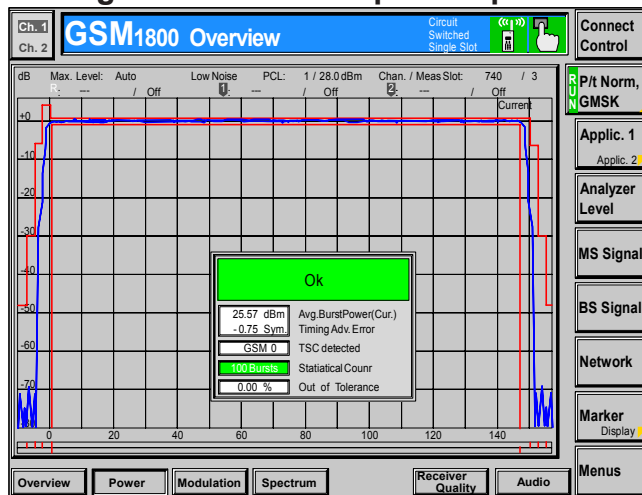 Ch. 1
Ch. 2
GSM1800 Overview
Circuit
Switched
Single Slot
Connect
Control
dB Max. Level: Auto Low Noise PCL: 1 / 28.0 dBm Chan. / Meas Slot: 740 / 3
R: --- / Off 1: --- / Off 2: --- / Off
Current
RUN
P/t Norm,
GMSK
Applic. 1
Applic. 2
Analyzer
Level
MS Signal
BS Signal
Network
Marker
Display
Menus
+0
-10
-20
-30
-40
-50
-60
-70
Ok
25.57 dBm Avg.BurstPower(Cur.)
- 0.75 Sym. Timing Adv. Error
GSM 0 TSC detected
100 Bursts Statiatical Counr
0.00 % Out of Tolerance
0 20 40 60 80 100 120 140
Overview Power Modulation Spectrum Receiver Quality Audio